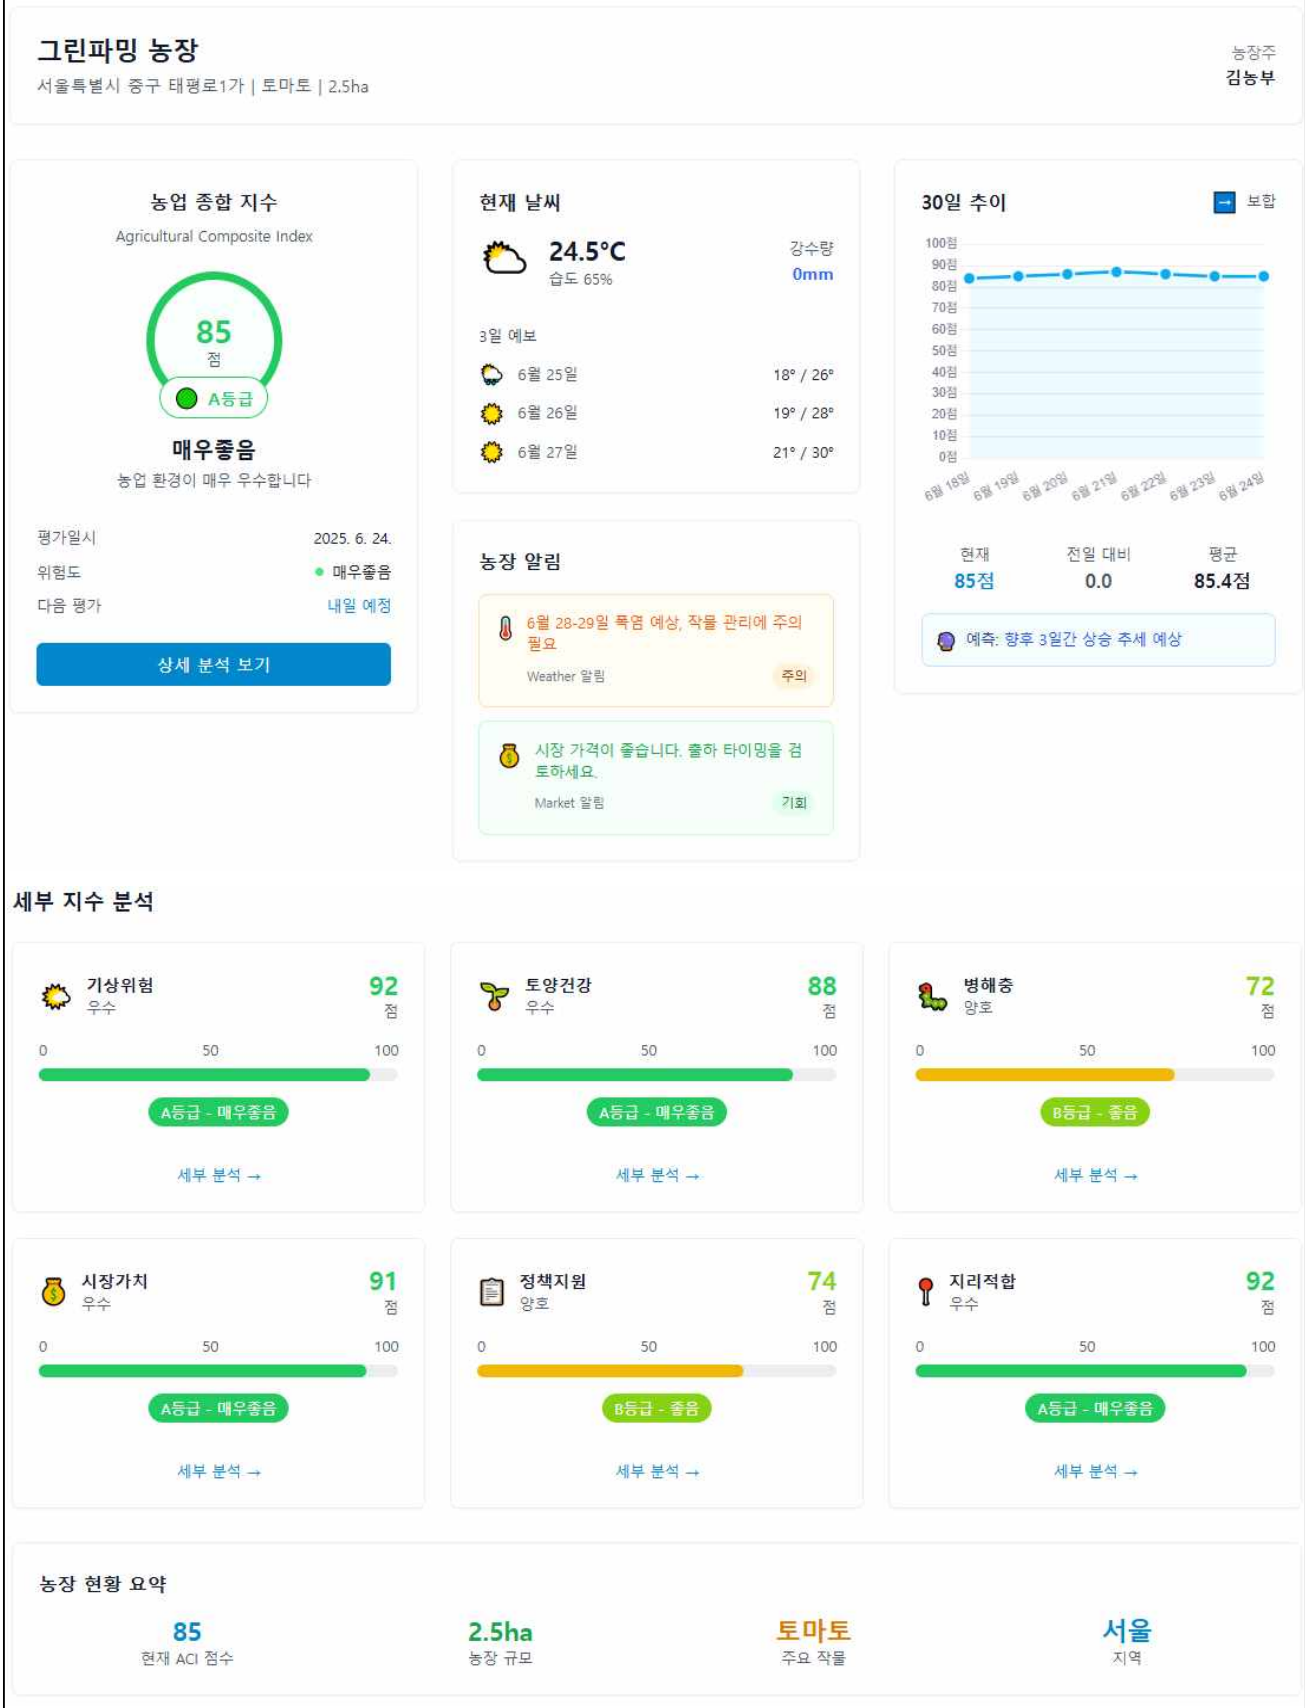 그린파밍 농장
서울특별시 중구 태평로1가 | 토마토 | 2.5ha
농장주
김농부
농업 종합 지수
Agricultural Composite Index
85
점
A등급
매우좋음
농업 환경이 매우 우수합니다
평가일시 2025. 6. 24.
위험도 매우좋음
다음 평가 내일 예정
상세 분석 보기
현재 날씨
24.5°C
습도 65%
강수량
0mm
3일 예보
6월 25일 18° / 26°
6월 26일 19° / 28°
6월 27일 21° / 30°
농장 알림
6월 28-29일 폭염 예상, 작물 관리에 주의
필요
Weather 알림 주의
시장 가격이 좋습니다. 출하 타이밍을 검
토하세요.
Market 알림 기회
30일 추이
→ 보합
100점
90점
80점
70점
60점
50점
40점
30점
20점
10점
0점
6월 18일 6월 19일 6월 20일 6월 21일 6월 22일 6월 23일 6월 24일
현재 전일 대비 평균
85점 0.0 85.4점
예측: 향후 3일간 상승 추세 예상
세부 지수 분석
기상위험 92
우수 점
0 50 100
A등급 - 매우좋음
세부 분석 →
토양건강 88
우수 점
0 50 100
A등급 - 매우좋음
세부 분석 →
병해충 72
양호 점
0 50 100
B등급 - 좋음
세부 분석 →
시장가치 91
우수 점
0 50 100
A등급 - 매우좋음
세부 분석 →
정책지원 74
양호 점
0 50 100
B등급 - 좋음
세부 분석 →
지리적합 92
우수 점
0 50 100
A등급 - 매우좋음
세부 분석 →
농장 현황 요약
85 2.5ha 토마토 서울
현재 ACI 점수 농장 규모 주요 작물 지역